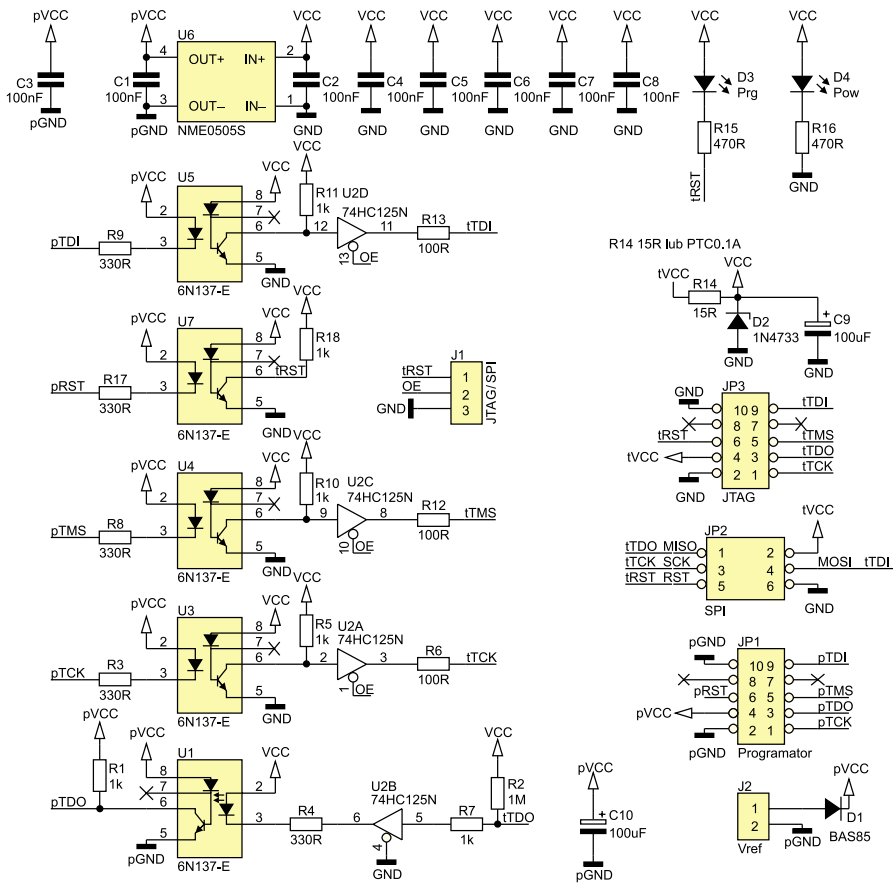 pVCC
C3
100nF
pGND
pVCC
C1
100nF
pGND
U6
4 OUT+ IN+ 2
3 OUT– IN– 1
NME0505S
VCC
C2
100nF
GND
VCC
C4
100nF
GND
VCC
C5
100nF
GND
VCC
C6
100nF
GND
VCC
C7
100nF
GND
VCC
C8
100nF
GND
VCC
D3
Prg
R15
470R
tRST
VCC
D4
Pow
R16
470R
GND
U5
pVCC
2
pTDI
R9
330R
3
6N137-E
8
7
6
5
VCC
GND
VCC
R11
1k
U2D
74HC125N
12 11
13 OE
R13
100R
tTDI
U7
pVCC
2
pRST
R17
330R
3
6N137-E
8
7
6 tRST
5
VCC
GND
VCC
R18
1k
J1
tRST 1
OE 2
GND 3
JTAG/ SPI
R14 15R lub PTC0.1A
tVCC
R14
15R
VCC
D2
1N4733
GND
C9
+
100uF
GND
JP3
GND 10 9 tTDI
8 7
tRST 6 5 tTMS
tVCC 4 3 tTDO
GND 2 1 tTCK
JTAG
U4
pVCC
2
pTMS
R8
330R
3
6N137-E
8
7
6
5
VCC
GND
VCC
R10
1k
U2C
74HC125N
9 8
10 OE
R12
100R
tTMS
JP2
tVCC
tTDO MISO 1 2
tTCK SCK 3 4 MOSI tTDI
tRST RST 5 6
GND
SPI
U3
pVCC
2
pTCK
R3
330R
3
6N137-E
8
7
6
5
VCC
GND
VCC
R5
1k
U2A
74HC125N
2 3
1 OE
R6
100R
tTCK
JP1
pGND 10 9 pTDI
8 7
pRST 6 5 pTMS
pVCC 4 3 pTDO
pGND 2 1 pTCK
Programator
pVCC
R1
1k
pTDO
U1
pVCC
8
7
6
5
pGND
6N137-E
VCC
2
3
R4
330R
U2B
74HC125N
6 5
4
GND
R7
1k
VCC
R2
1M
tTDO
pVCC
C10
+
100uF
pGND
J2
1
2
Vref
pGND
pVCC
D1
BAS85